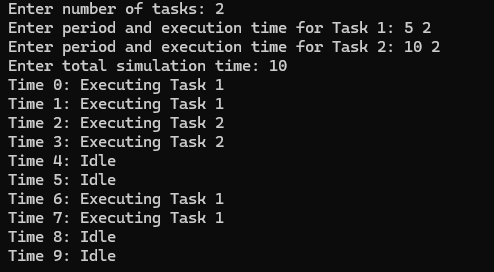 Enter number of tasks: 2
Enter period and execution time for Task 1: 5 2
Enter period and execution time for Task 2: 10 2
Enter total simulation time: 10
Time 0: Executing Task 1
Time 1: Executing Task 1
Time 2: Executing Task 2
Time 3: Executing Task 2
Time 4: Idle
Time 5: Idle
Time 6: Executing Task 1
Time 7: Executing Task 1
Time 8: Idle
Time 9: Idle